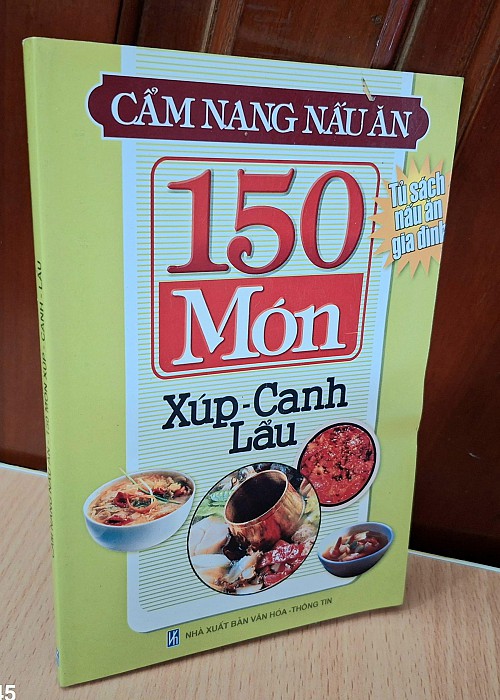 CẨM NANG NẤU ĂN
Tủ sách
nấu ăn
gia đình
150
Món
Xúp - Canh
Lẩu
NHÀ XUẤT BẢN VĂN HÓA - THÔNG TIN